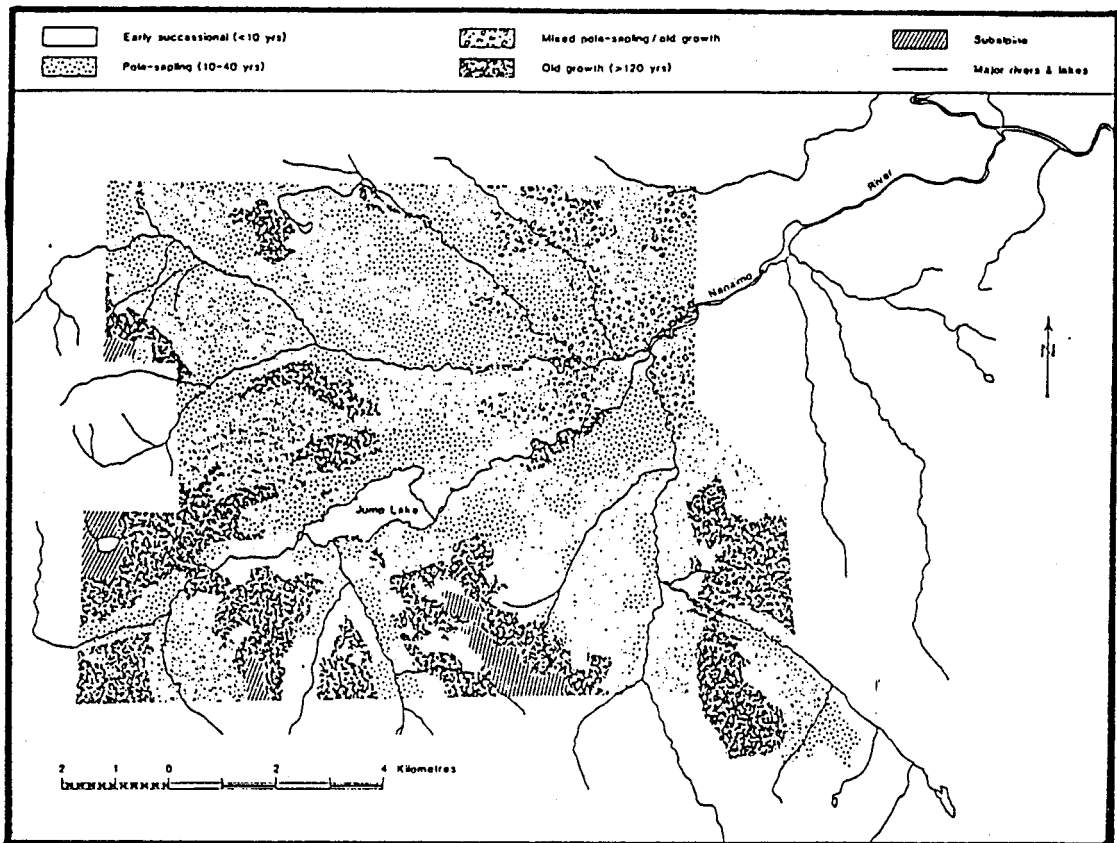 Early successional (<10 yrs)
Pole-sapling (10-40 yrs)
Mixed pole-sapling/old growth
Old growth (>120 yrs)
Subalpine
Major rivers & lakes
River
Nanaimo
N
Jump Lake
2 1 0 2 4 Kilometres